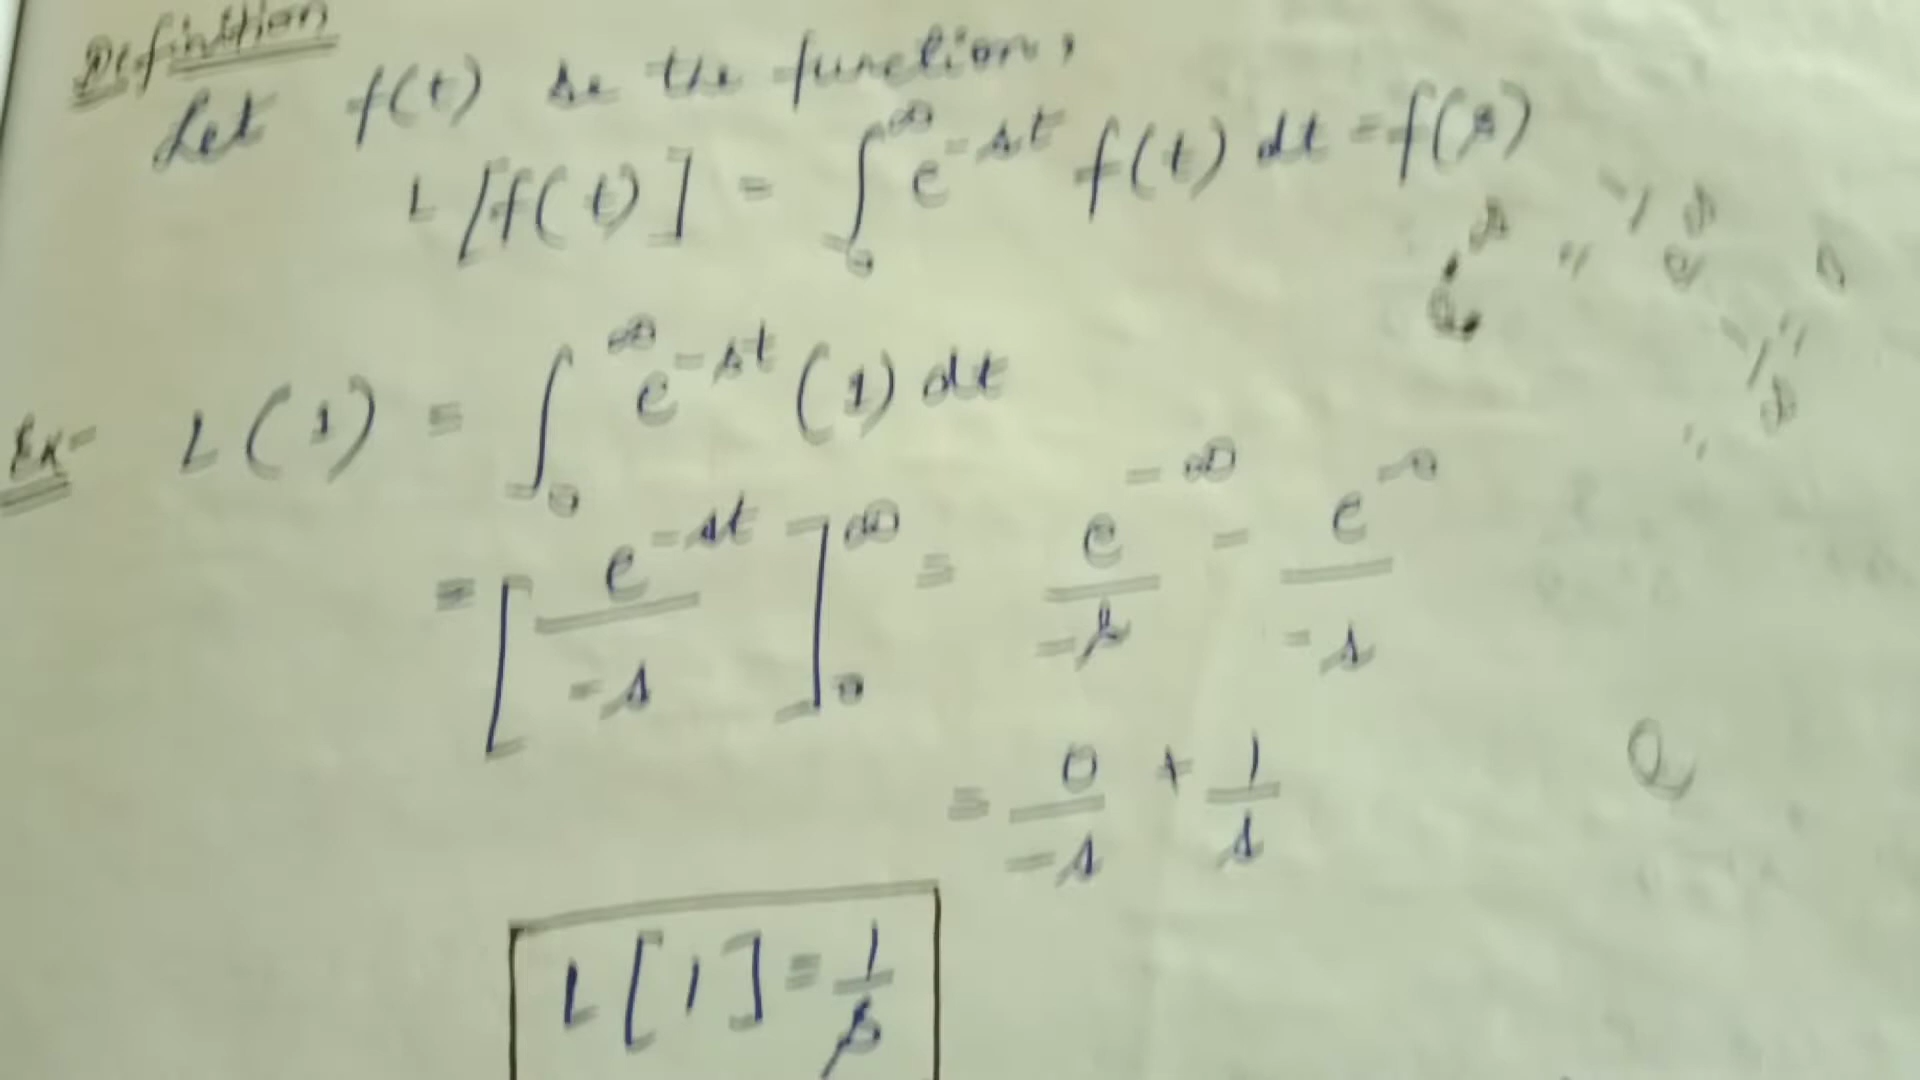 Definition
Let f(t) be the function,
L[f(t)] = ∫₀^∞ e^{-st} f(t) dt = f(s)
Ex- L(1) = ∫₀^∞ e^{-st} (1) dt
= [e^{-st}/-s]₀^∞ = e^{-∞}/-s - e^{-0}/-s
= 0/-s + 1/s
L[1] = 1/s